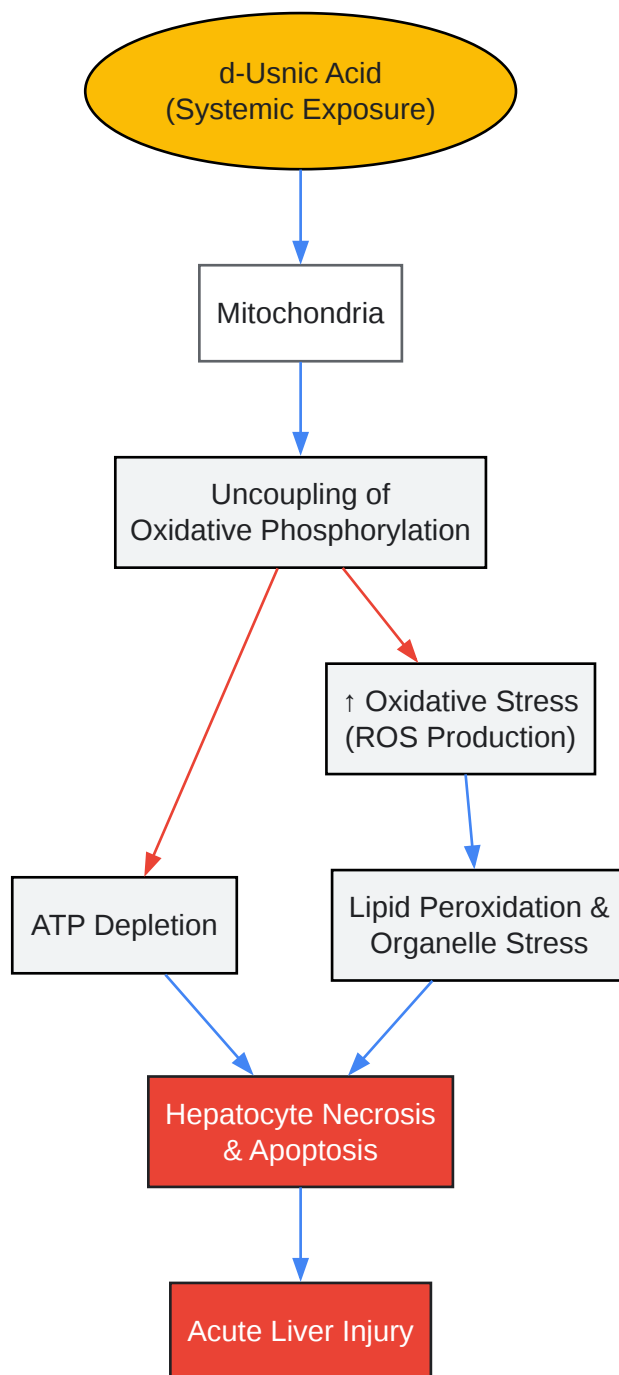 d-Usnic Acid
(Systemic Exposure)
Mitochondria
Uncoupling of
Oxidative Phosphorylation
↑ Oxidative Stress
(ROS Production)
ATP Depletion
Lipid Peroxidation &
Organelle Stress
Hepatocyte Necrosis
& Apoptosis
Acute Liver Injury